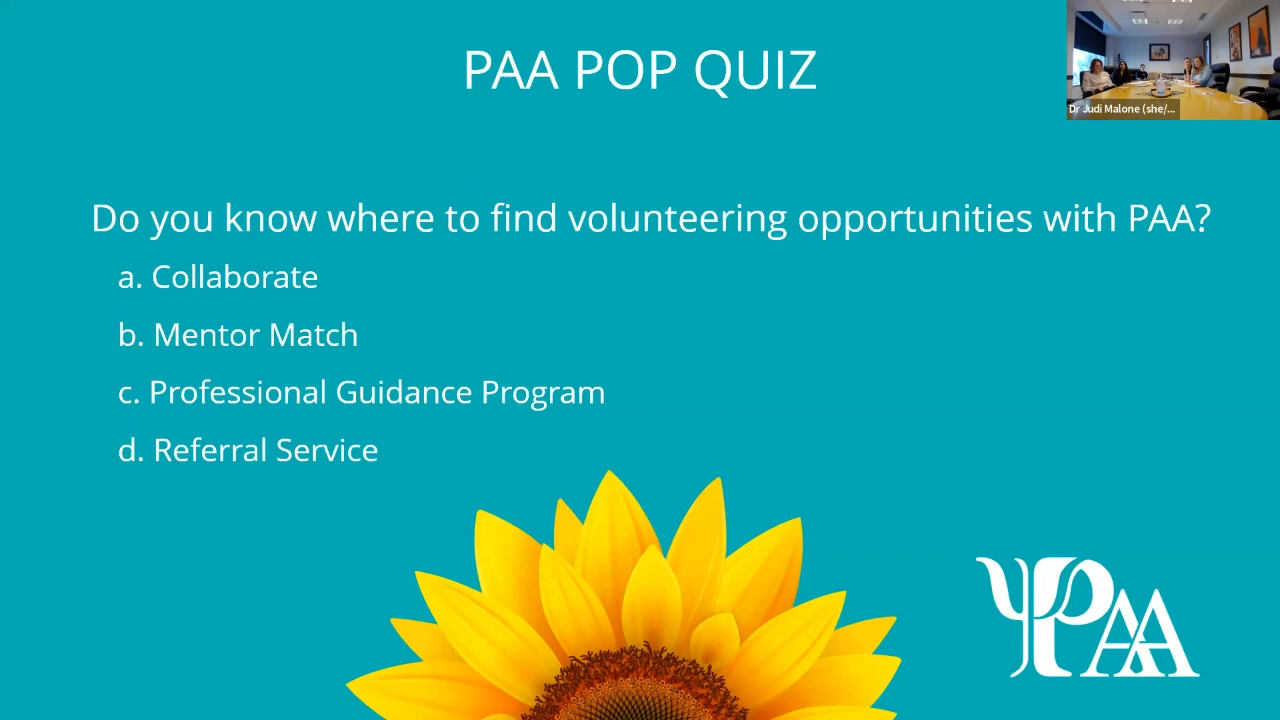 PAA POP QUIZ
Dr Judi Malone (she/...
Do you know where to find volunteering opportunities with PAA?
a. Collaborate
b. Mentor Match
c. Professional Guidance Program
d. Referral Service
ΨPAA